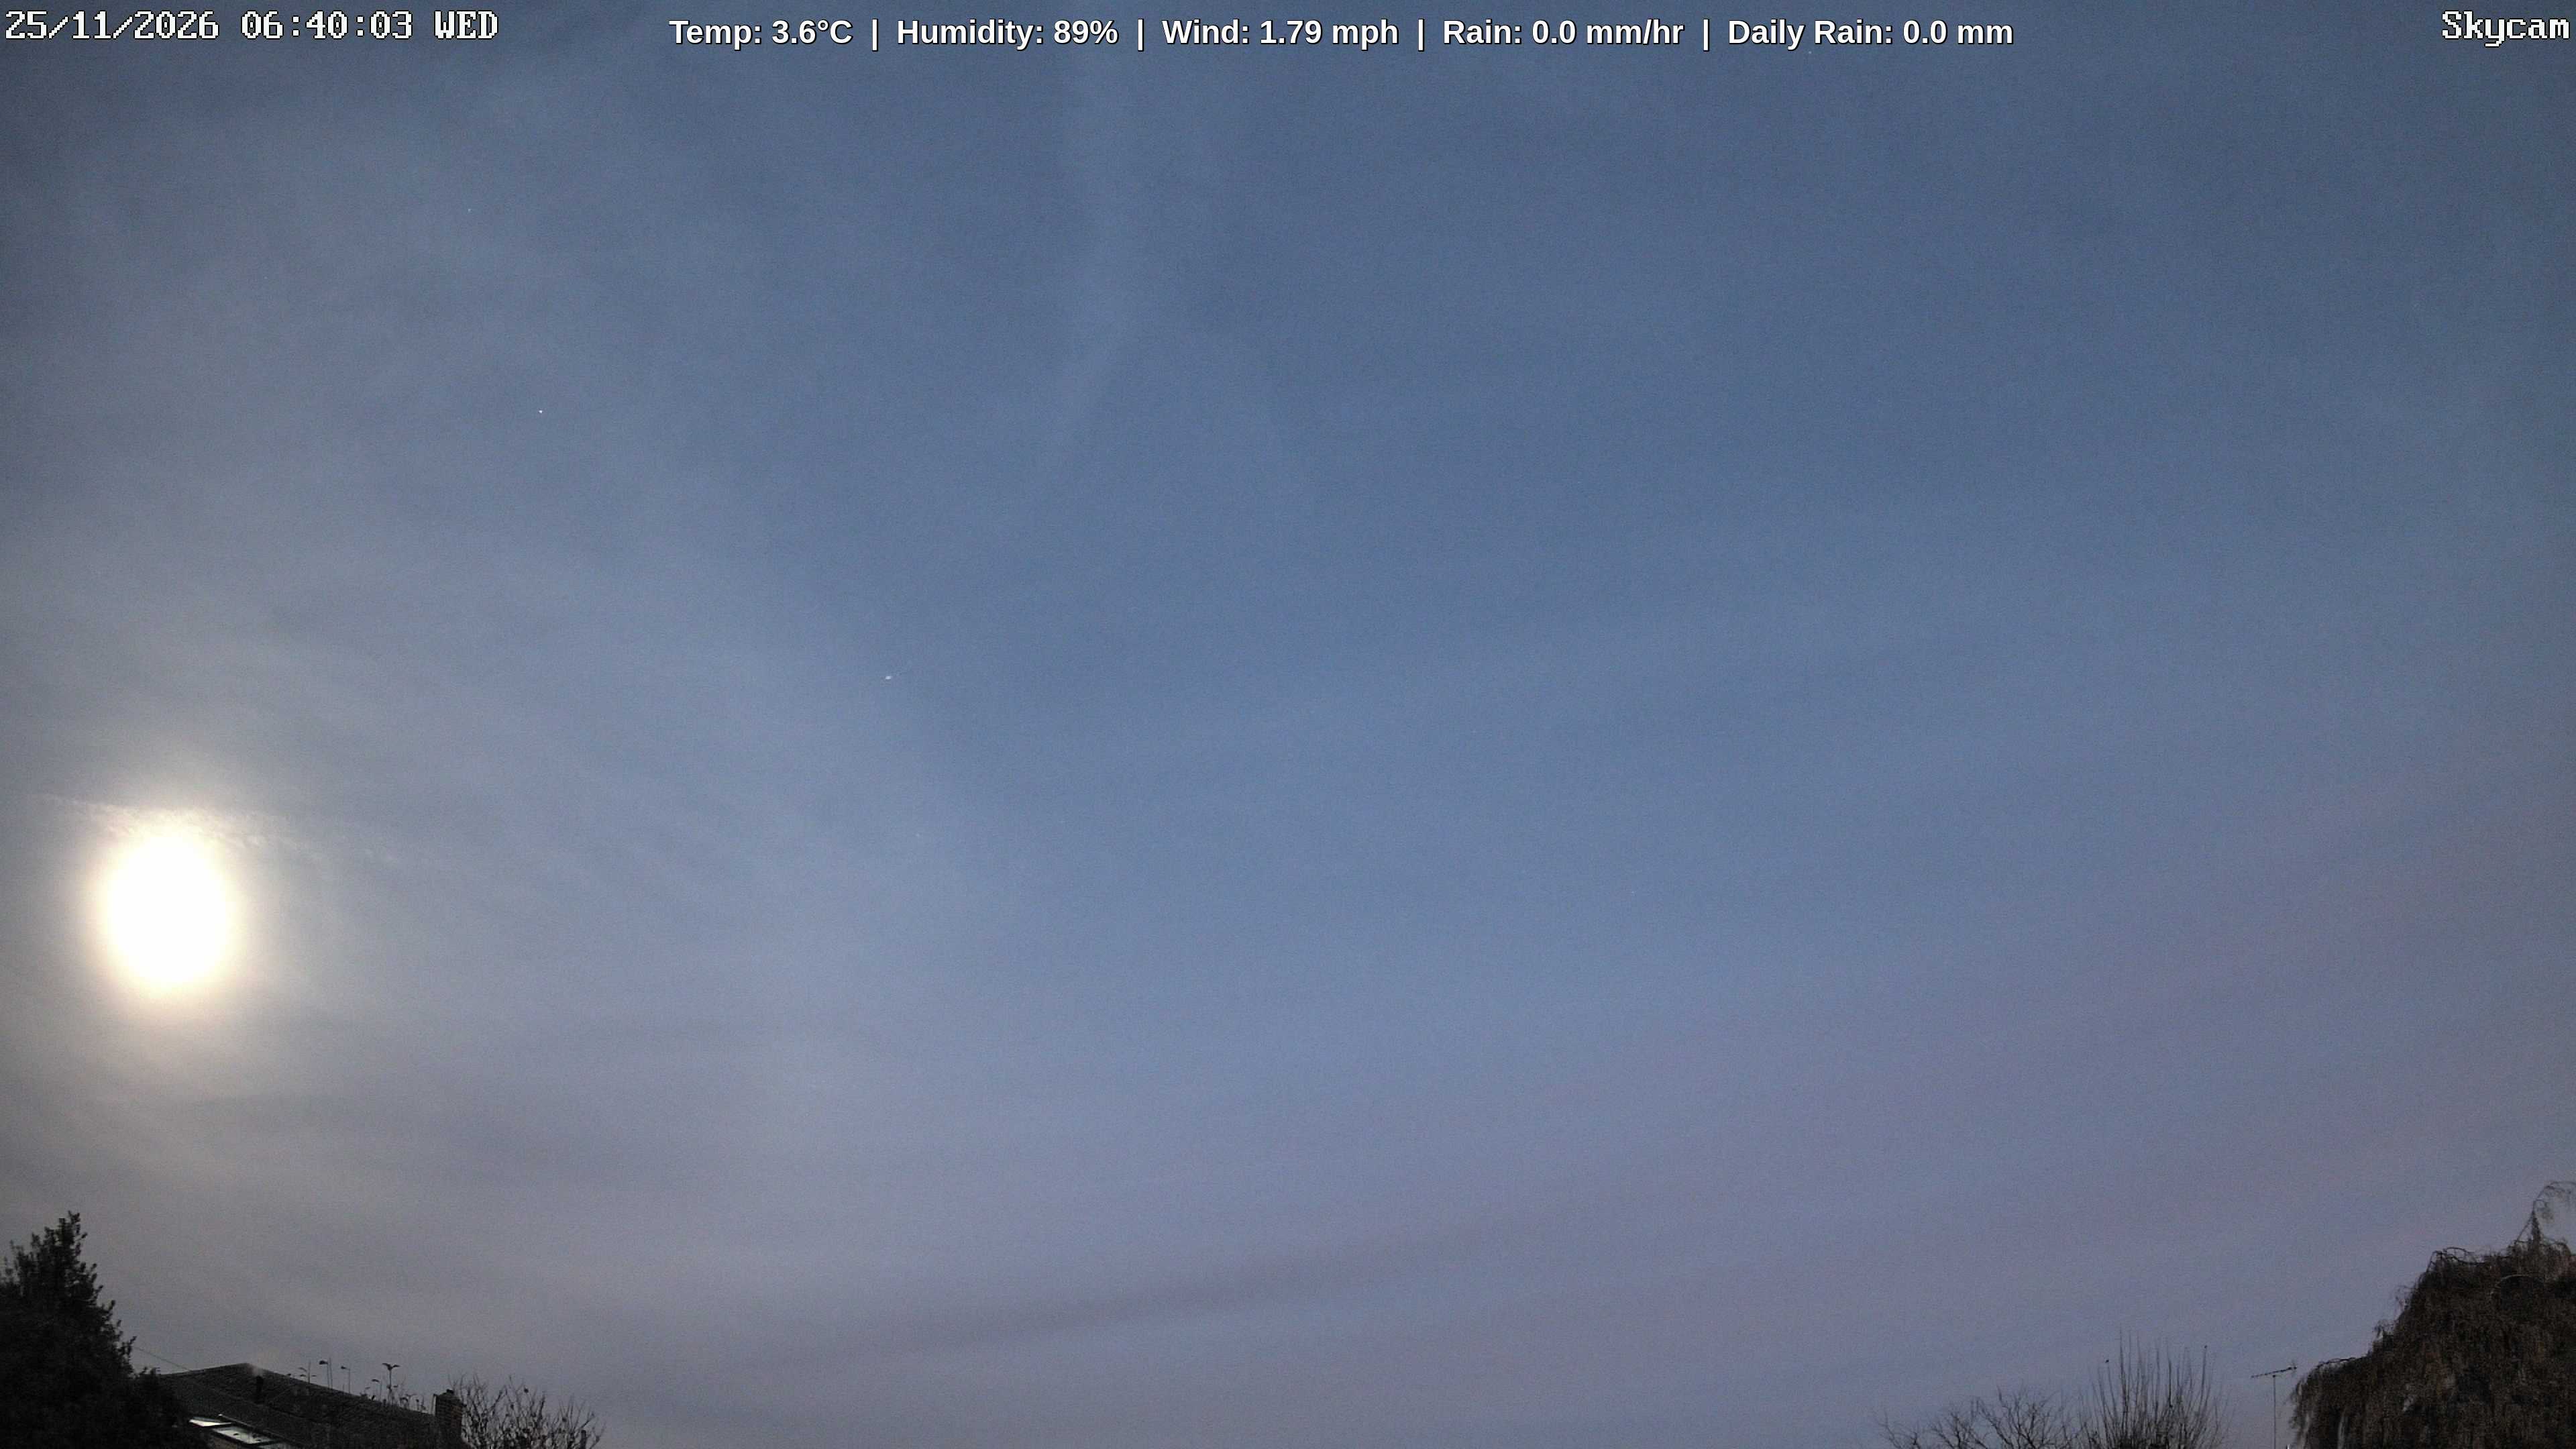 25/11/2026 06:40:03 WED
Temp: 3.6°C | Humidity: 89% | Wind: 1.79 mph | Rain: 0.0 mm/hr | Daily Rain: 0.0 mm
Skycam